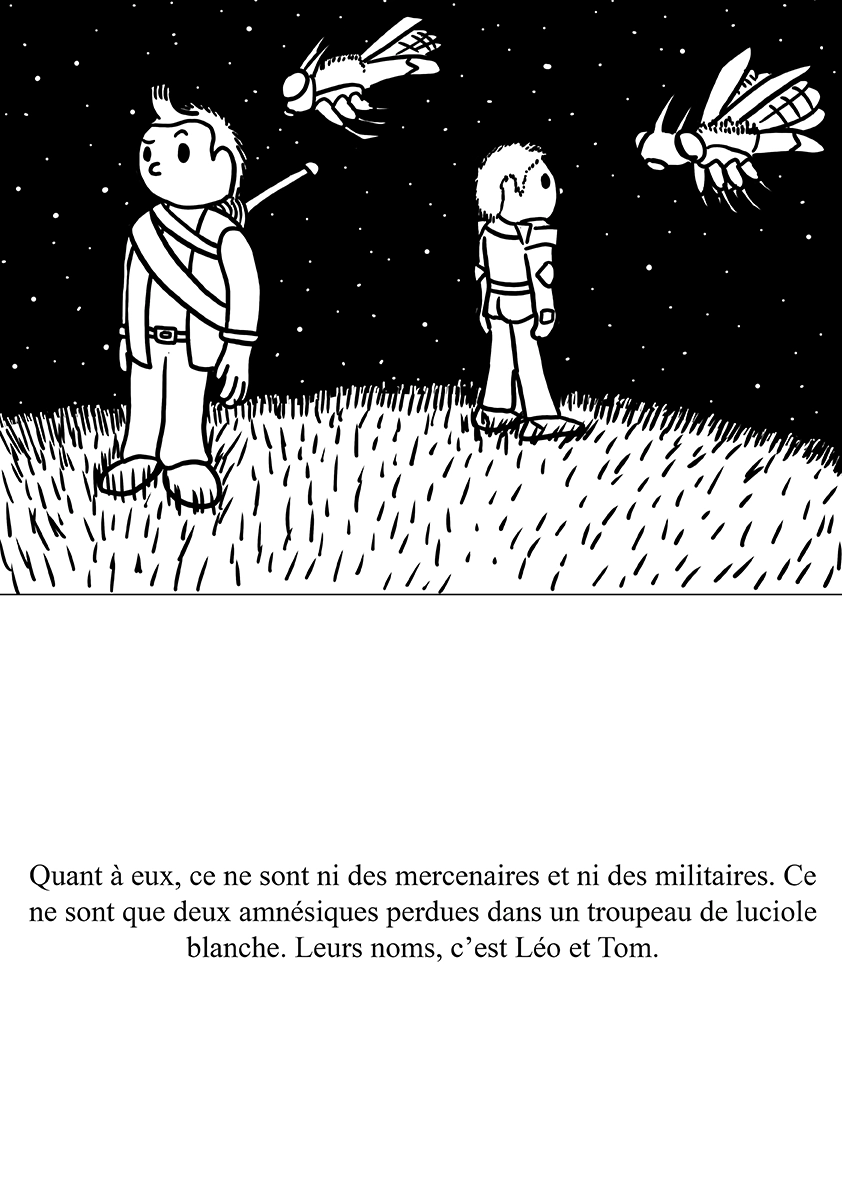 Quant à eux, ce ne sont ni des mercenaires et ni des militaires. Ce
ne sont que deux amnésiques perdues dans un troupeau de luciole
blanche. Leurs noms, c’est Léo et Tom.